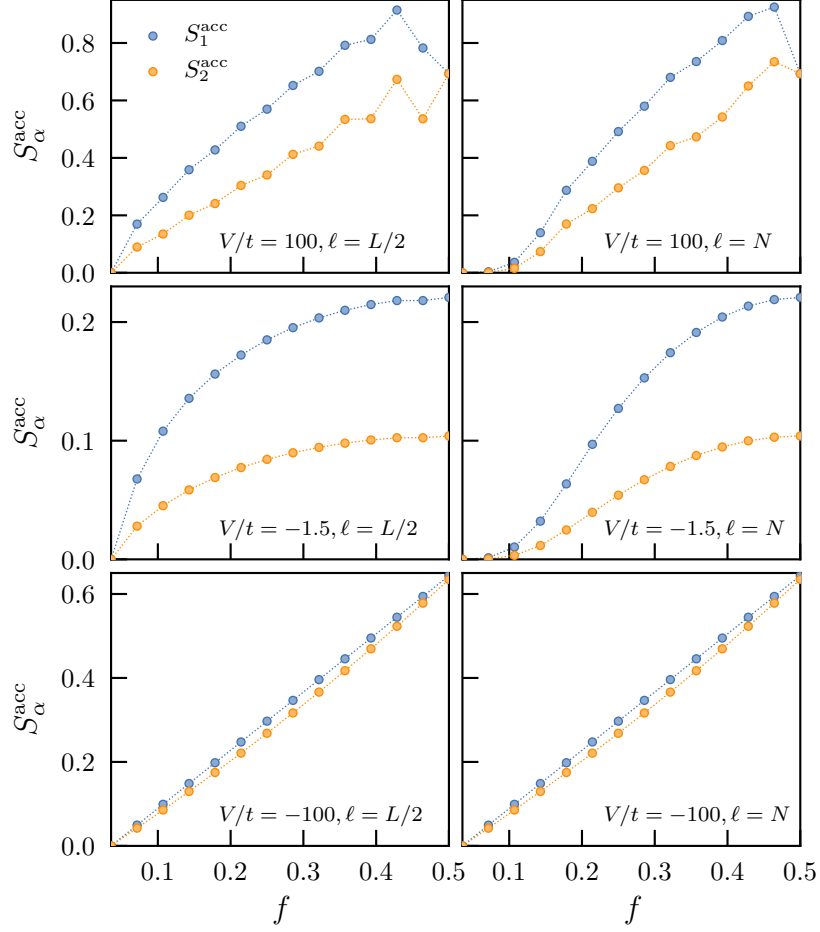 S_1^acc
S_2^acc
S_α^acc
0.8
0.6
0.4
0.2
0.0
V/t = 100, ℓ = L/2
V/t = 100, ℓ = N
S_α^acc
0.2
0.1
0.0
V/t = −1.5, ℓ = L/2
V/t = −1.5, ℓ = N
S_α^acc
0.6
0.4
0.2
0.0
V/t = −100, ℓ = L/2
V/t = −100, ℓ = N
0.1 0.2 0.3 0.4 0.5 0.1 0.2 0.3 0.4 0.5
f f